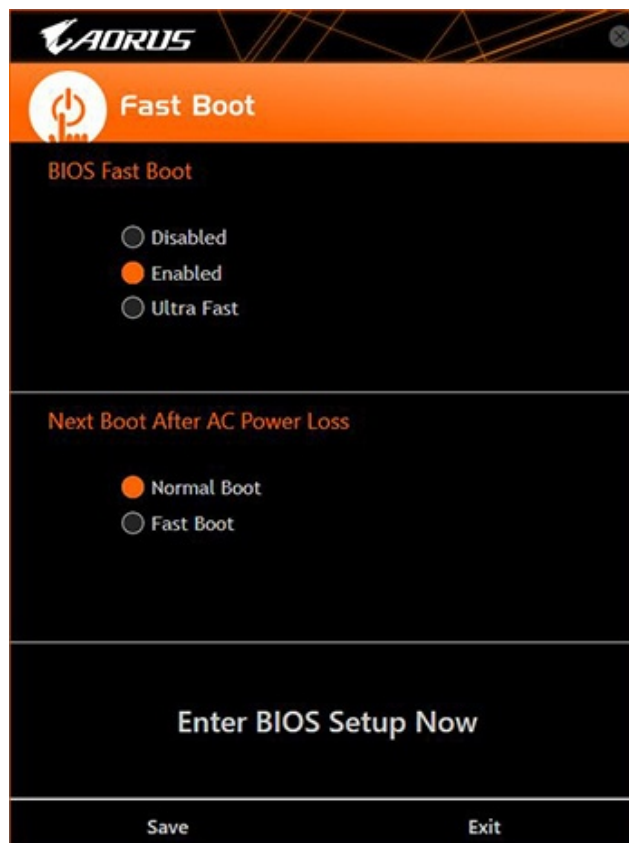 AORUS
Fast Boot
BIOS Fast Boot
Disabled
Enabled
Ultra Fast
Next Boot After AC Power Loss
Normal Boot
Fast Boot
Enter BIOS Setup Now
Save Exit